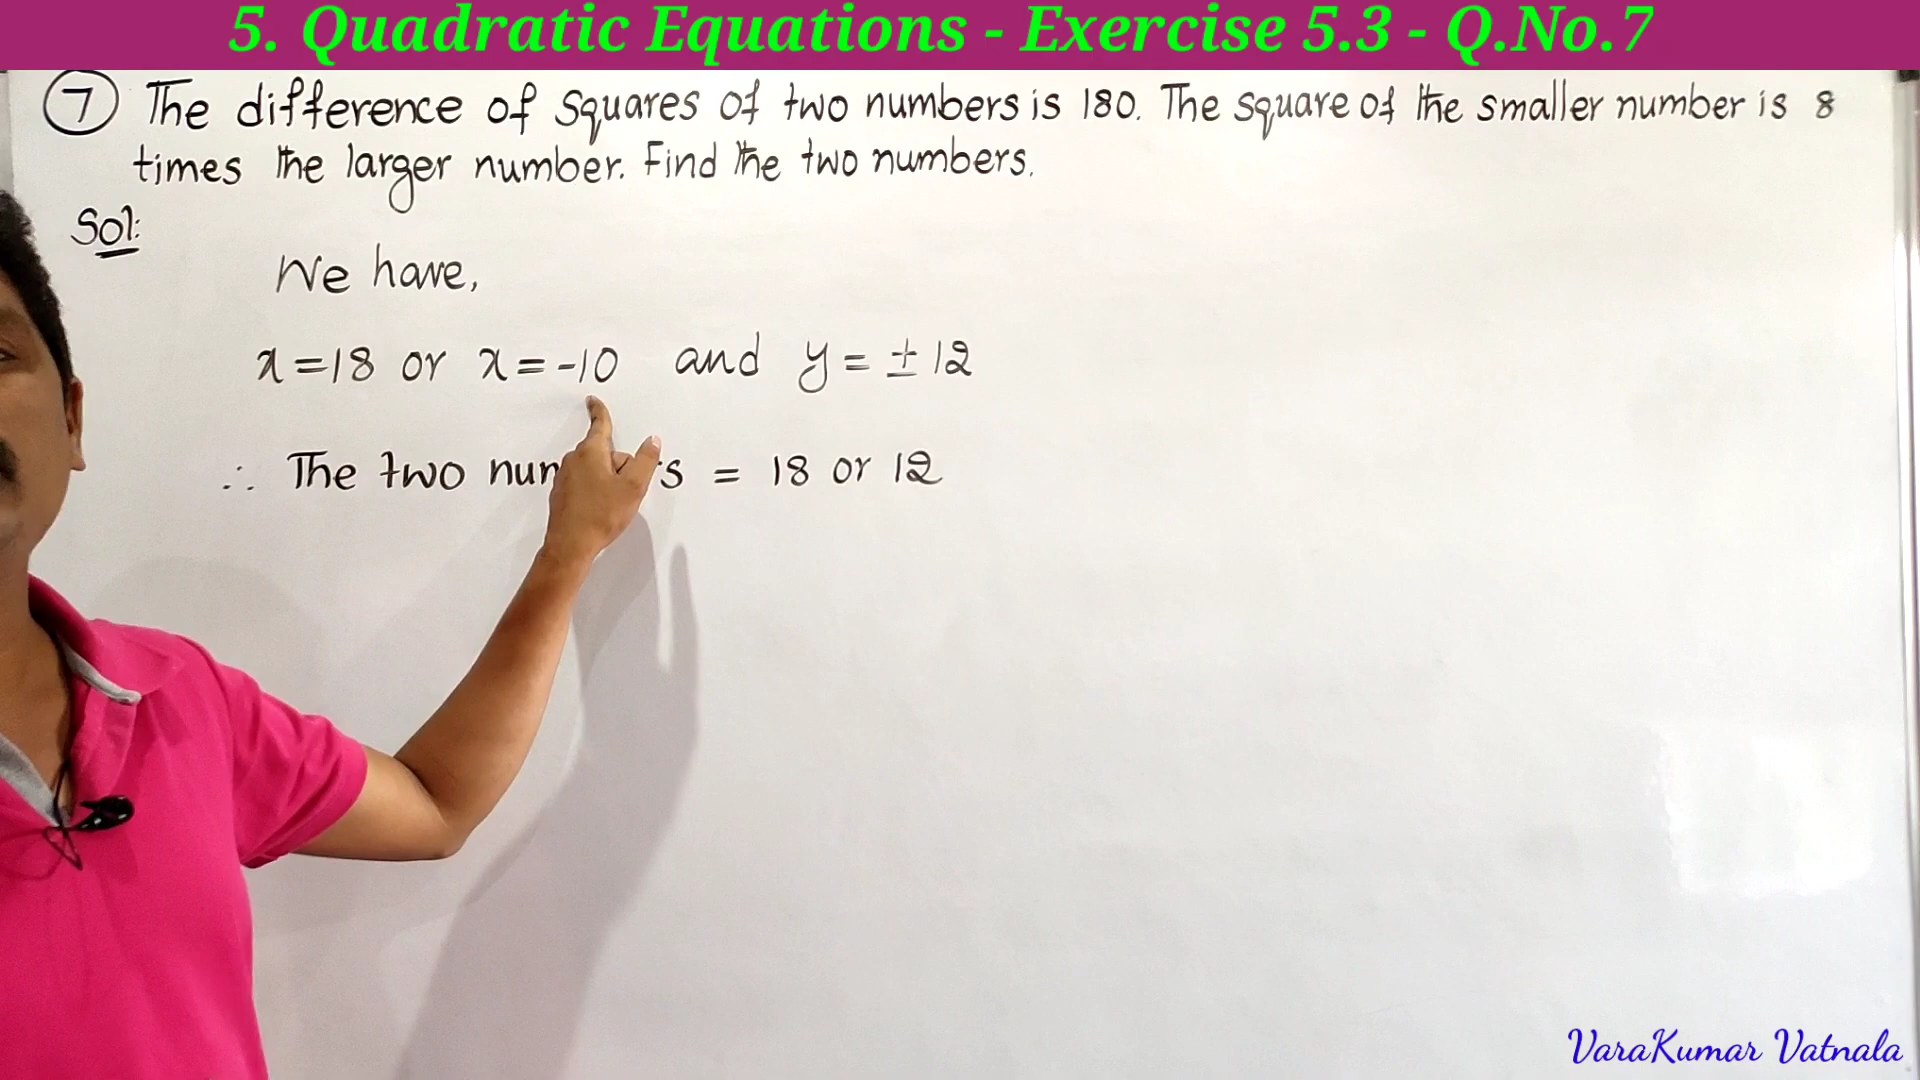 5. Quadratic Equations - Exercise 5.3 - Q.No.7
7 The difference of squares of two numbers is 180. The square of the smaller number is 8
times the larger number. Find the two numbers.
Sol:
We have,
x = 18 or x = -10 and y = ± 12
∴ The two = 18 or 12
VaraKumar Vatnala